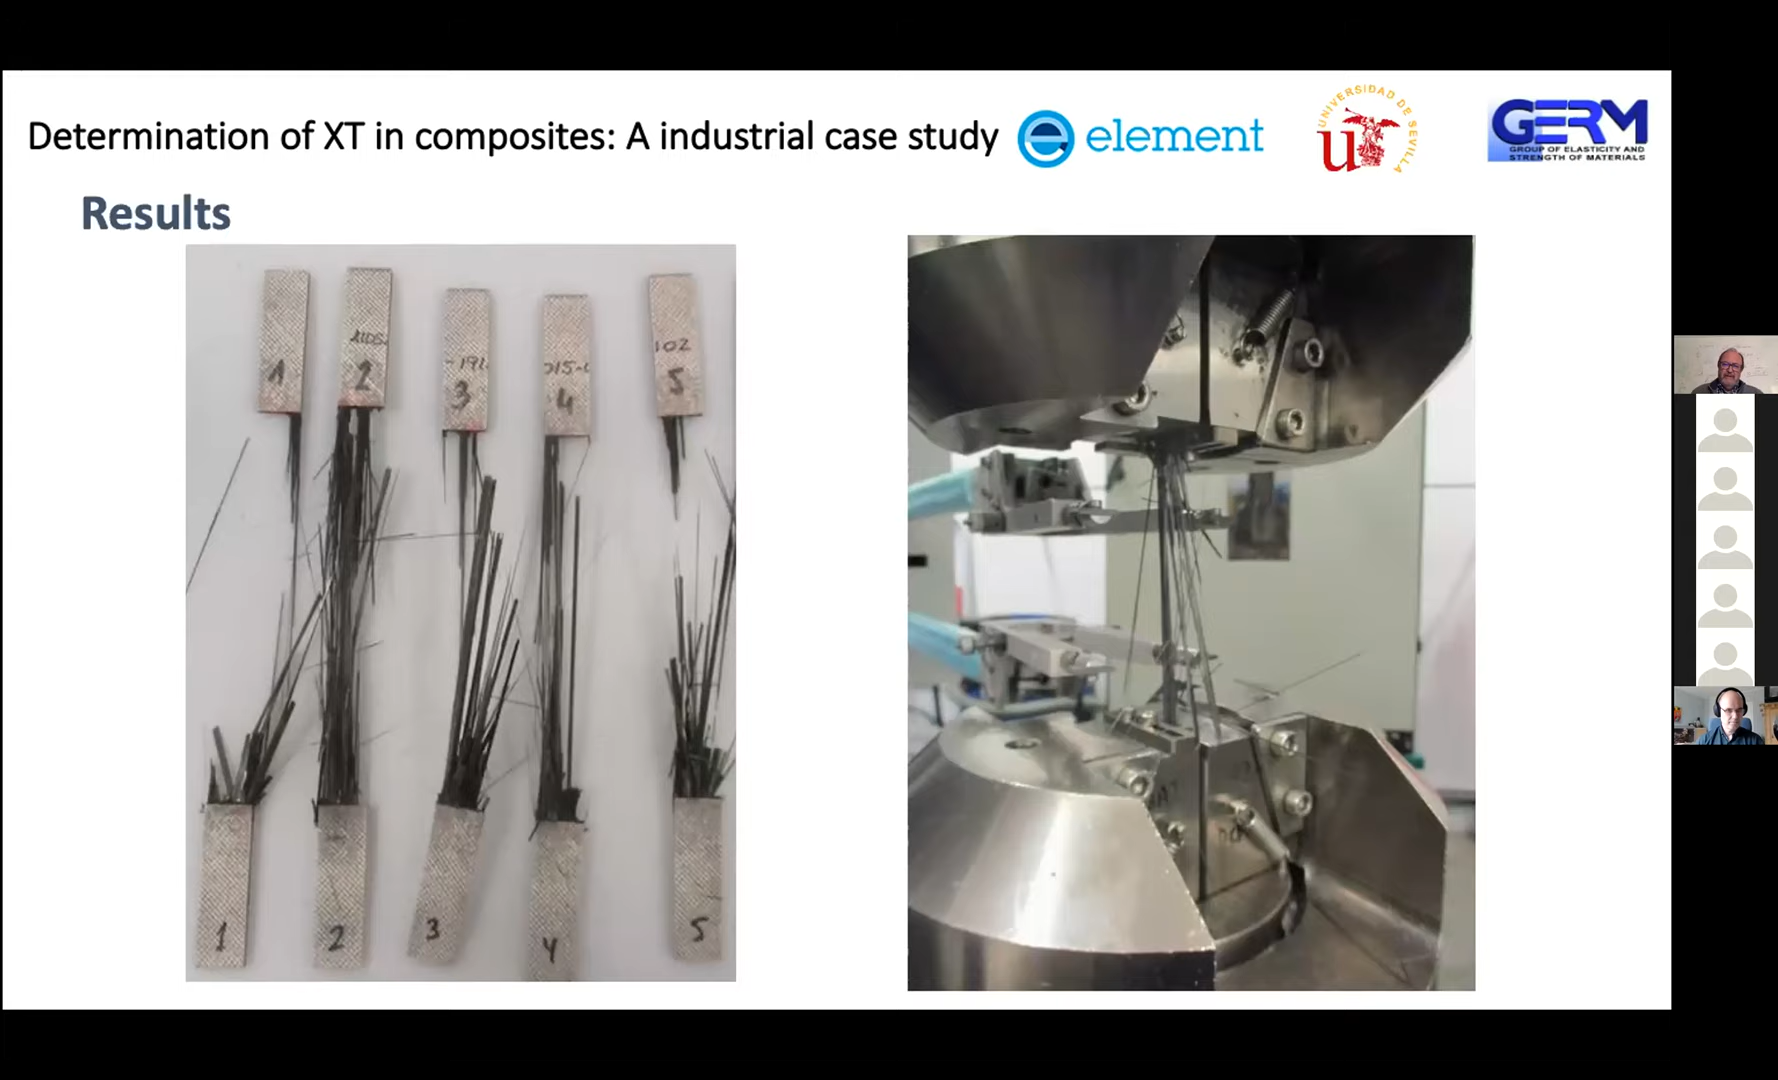 Determination of XT in composites: A industrial case study
e element
UNIVERSIDAD DE SEVILLA
GERM
GROUP OF ELASTICITY AND
STRENGTH OF MATERIALS
Results
1
2
-191
3
4
102
5
1
2
3
4
5